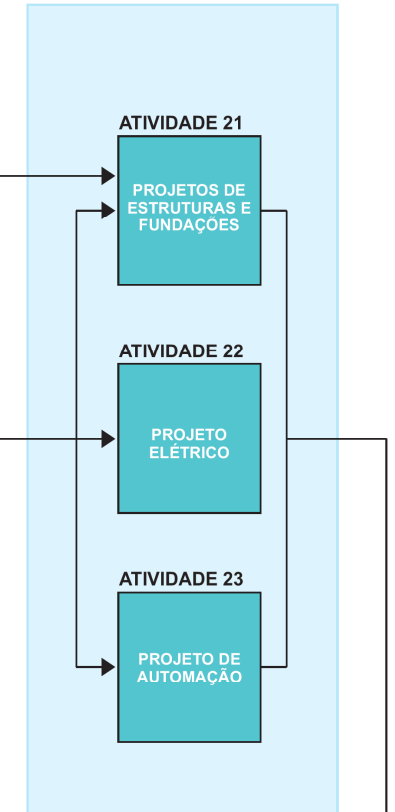 ATIVIDADE 21
PROJETOS DE
ESTRUTURAS E
FUNDAÇÕES
ATIVIDADE 22
PROJETO
ELÉTRICO
ATIVIDADE 23
PROJETO DE
AUTOMAÇÃO